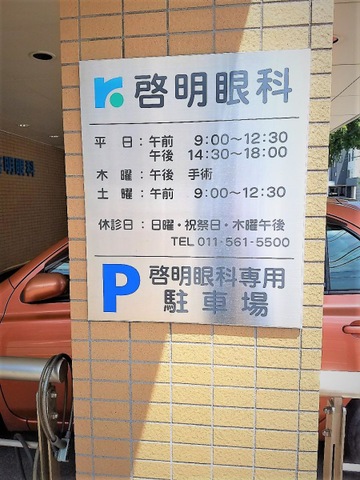 啓明眼科
平　日：午前　9:00～12:30
午後　14:30～18:00
木　曜：午後　手術
土　曜：午前　9:00～12:30
休診日：日曜・祝祭日・木曜午後
TEL 011-561-5500
P 啓明眼科専用
駐車場
明眼科